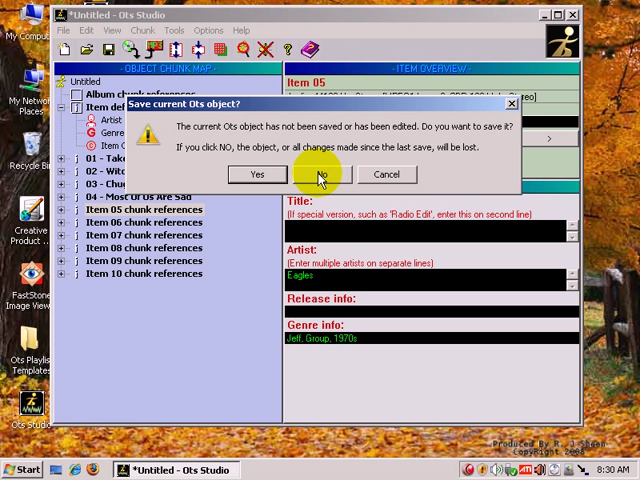 My Comp
*Untitled - Ots Studio
File Edit View Chunk Tools Options Help
- OBJECT CHUNK MAP -
- ITEM OVERVIEW -
My Network
Places
Recycle Bin
Creative
Product ...
FastStone
Image View...
Ots Playlist
Templates
Ots Studio
Untitled
Album chunk references
Item def
Artist
Genre
Item C
01 - Take
02 - Witc
03 - Chug
04 - Most Of Us Are Sad
Item 05 chunk references
Item 06 chunk references
Item 07 chunk references
Item 08 chunk references
Item 09 chunk references
Item 10 chunk references
Item 05
Save current Ots object?
The current Ots object has not been saved or has been edited. Do you want to save it?
If you click NO, the object, or all changes made since the last save, will be lost.
Yes
No
Cancel
>
Title:
(If special version, such as 'Radio Edit', enter this on second line)
Artist:
(Enter multiple artists on separate lines)
Eagles
Release info:
Genre info:
Jeff, Group, 1970s
Produced By R. J Sheen
CopyRight 2008
Start
*Untitled - Ots Studio
8:30 AM